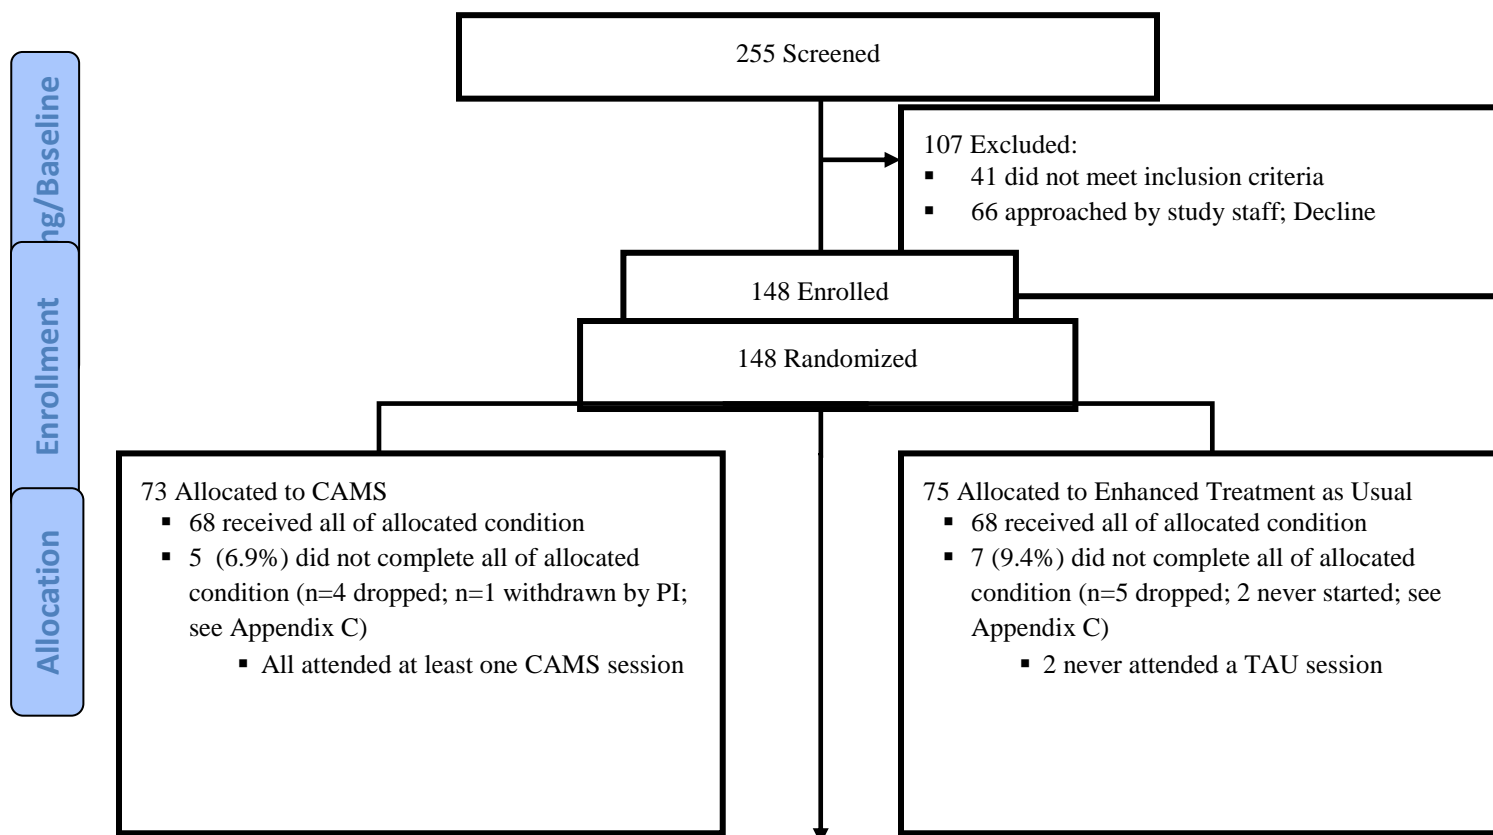 255 Screened
ng/Baseline
107 Excluded:
▪ 41 did not meet inclusion criteria
▪ 66 approached by study staff; Decline
148 Enrolled
Enrollment
148 Randomized
73 Allocated to CAMS
▪ 68 received all of allocated condition
▪ 5 (6.9%) did not complete all of allocated
condition (n=4 dropped; n=1 withdrawn by PI;
see Appendix C)
▪ All attended at least one CAMS session
75 Allocated to Enhanced Treatment as Usual
▪ 68 received all of allocated condition
▪ 7 (9.4%) did not complete all of allocated
condition (n=5 dropped; 2 never started; see
Appendix C)
▪ 2 never attended a TAU session
Allocation